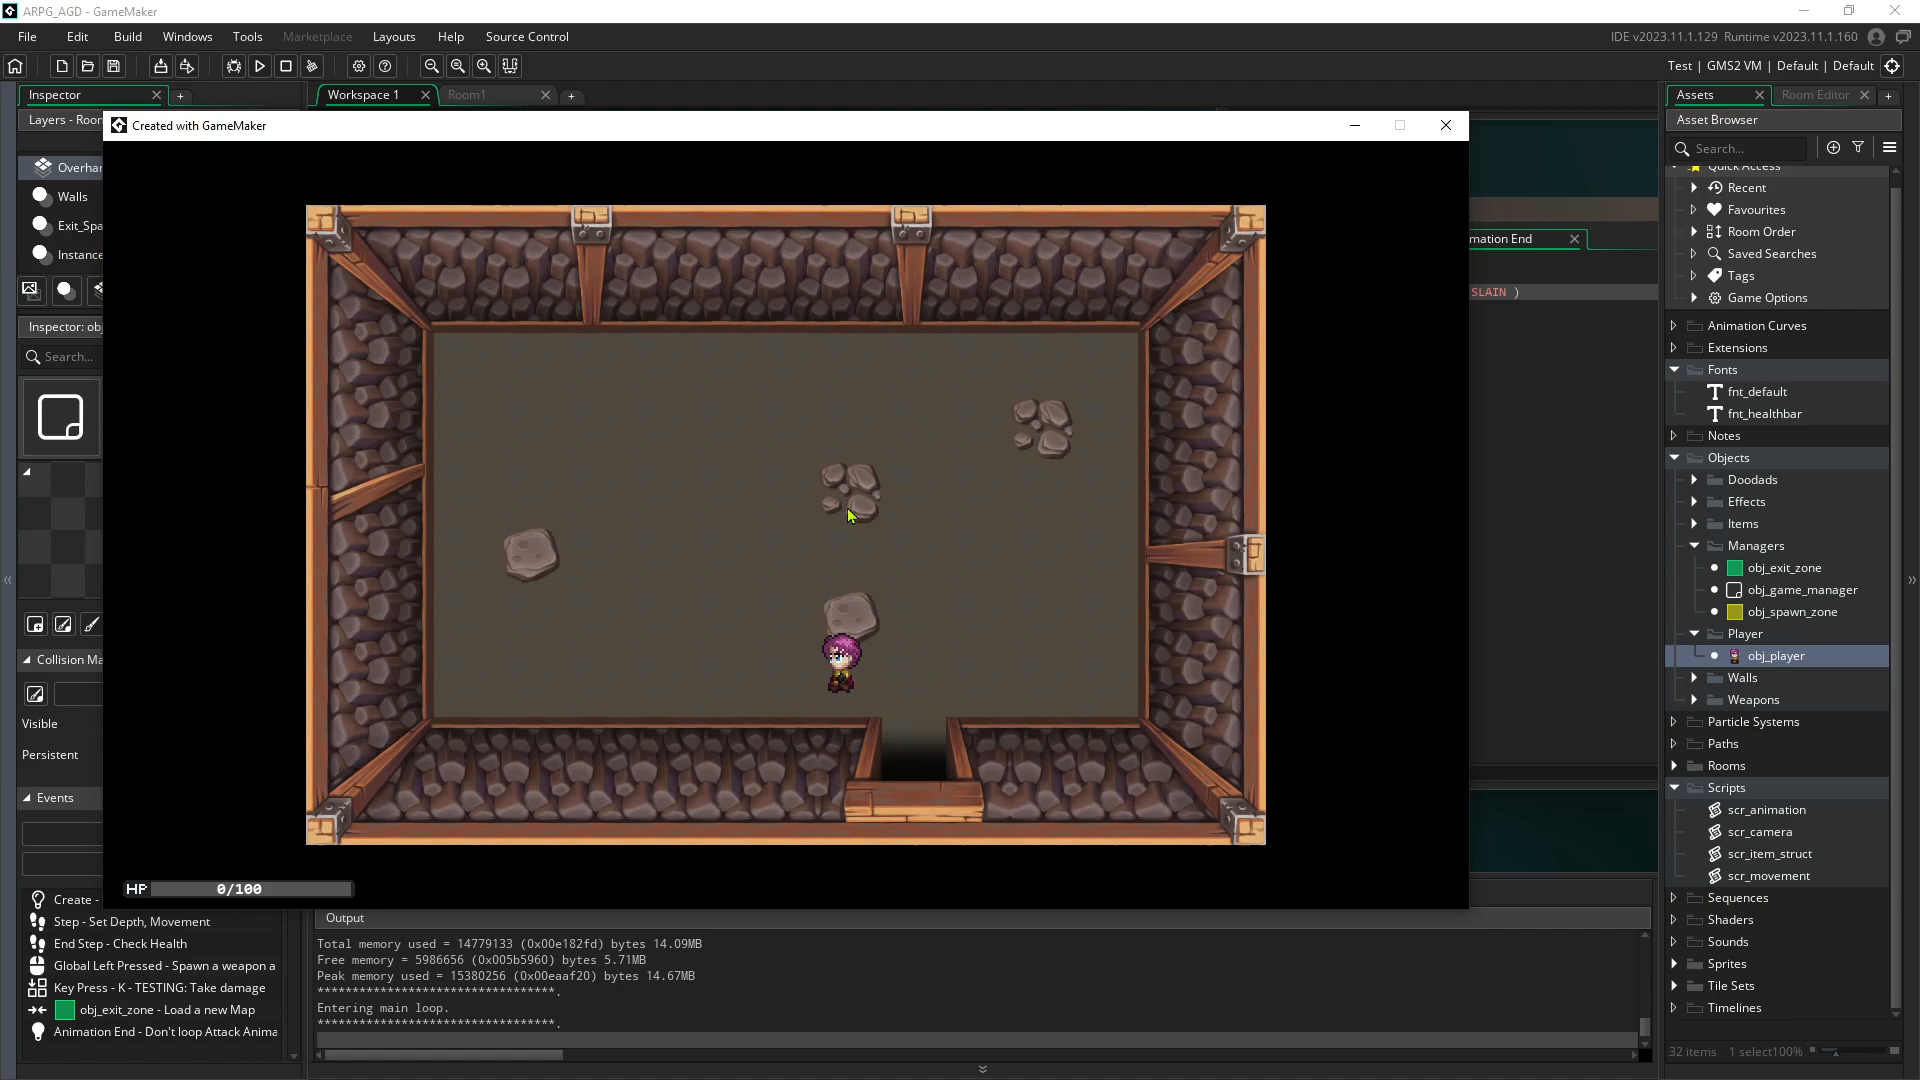 ARPG_AGD - GameMaker
File Edit Build Windows Tools Marketplace Layouts Help Source Control
IDE v2023.11.1.129 Runtime v2023.11.1.160
Test | GMS2 VM | Default | Default
Inspector
Workspace 1
Room1
Assets
Room Editor
Layers - Roor
Created with GameMaker
Asset Browser
Search...
Overhar
Quick Access
Walls
Recent
Favourites
Exit_Spa
Room Order
mation End
Instance
Saved Searches
Tags
SLAIN )
Game Options
Inspector: obj
Animation Curves
Search...
Extensions
Fonts
fnt_default
fnt_healthbar
Notes
Objects
Doodads
Effects
Items
Managers
obj_exit_zone
obj_game_manager
obj_spawn_zone
Player
Collision Ma
obj_player
Walls
Weapons
Visible
Particle Systems
Paths
Persistent
Rooms
Scripts
Events
scr_animation
scr_camera
scr_item_struct
scr_movement
HP 0/100
Create -
Sequences
Step - Set Depth, Movement
Output
Shaders
End Step - Check Health
Total memory used = 14779133 (0x00e182fd) bytes 14.09MB
Sounds
Global Left Pressed - Spawn a weapon a
Free memory = 5986656 (0x005b5960) bytes 5.71MB
Sprites
Key Press - K - TESTING: Take damage
Peak memory used = 15380256 (0x00eaaf20) bytes 14.67MB
Tile Sets
*********************************.
obj_exit_zone - Load a new Map
Entering main loop.
Timelines
*********************************.
Animation End - Don't loop Attack Anima
32 items 1 select100%